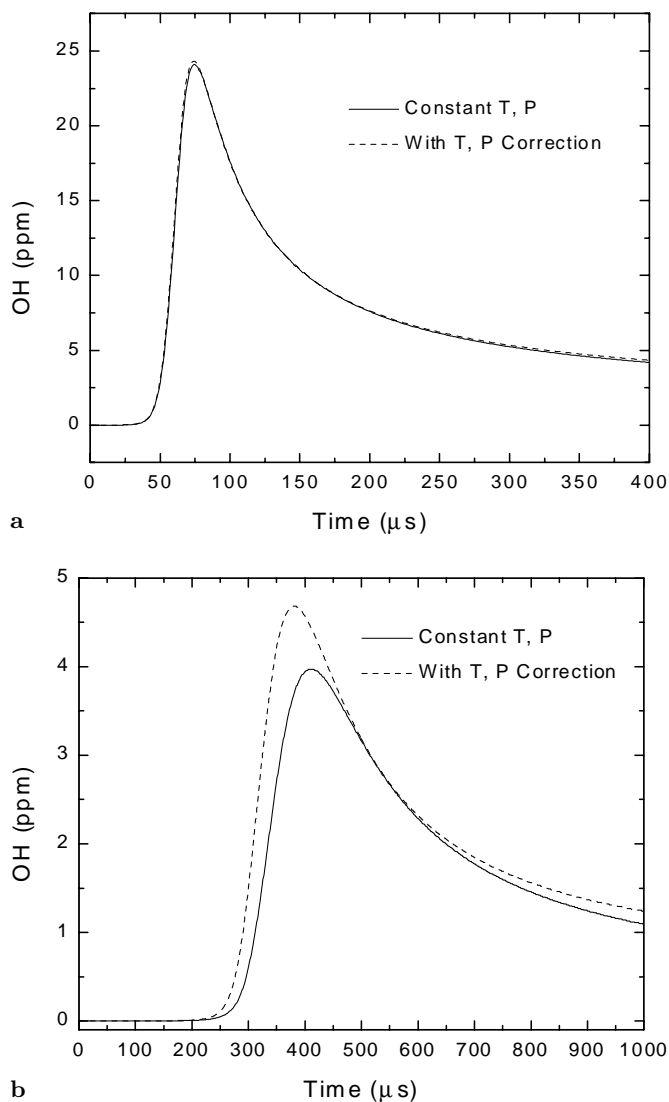 25
20
15
10
5
0
OH (ppm)
Constant T, P
With T, P Correction
0 50 100 150 200 250 300 350 400
Time (μs)
a
5
4
3
2
1
0
OH (ppm)
Constant T, P
With T, P Correction
0 100 200 300 400 500 600 700 800 900 1000
Time (μs)
b